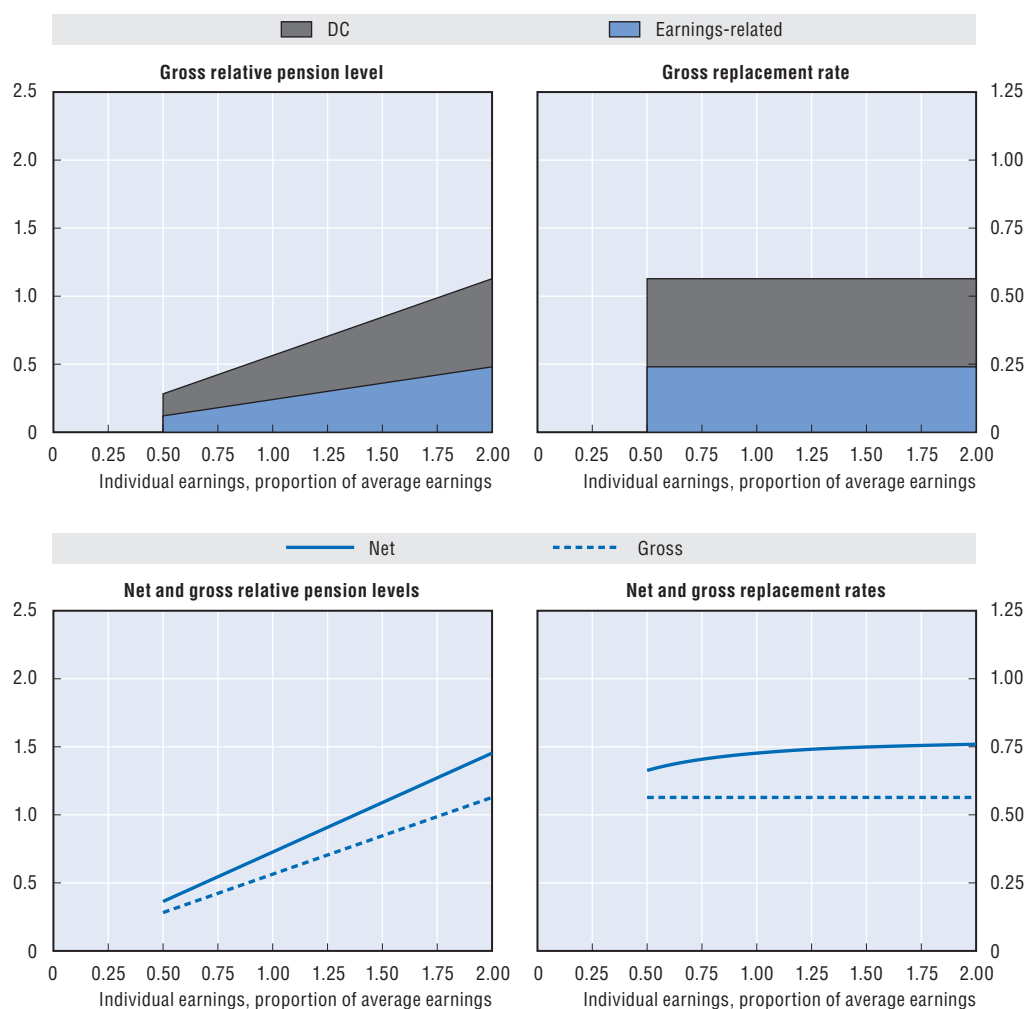 DC Earnings-related
Gross relative pension level
Gross replacement rate
2.5
2.0
1.5
1.0
0.5
0
1.25
1.00
0.75
0.50
0.25
0
0 0.25 0.50 0.75 1.00 1.25 1.50 1.75 2.00
Individual earnings, proportion of average earnings
0 0.25 0.50 0.75 1.00 1.25 1.50 1.75 2.00
Individual earnings, proportion of average earnings
Net Gross
Net and gross relative pension levels
Net and gross replacement rates
2.5
2.0
1.5
1.0
0.5
0
1.25
1.00
0.75
0.50
0.25
0
0 0.25 0.50 0.75 1.00 1.25 1.50 1.75 2.00
Individual earnings, proportion of average earnings
0 0.25 0.50 0.75 1.00 1.25 1.50 1.75 2.00
Individual earnings, proportion of average earnings